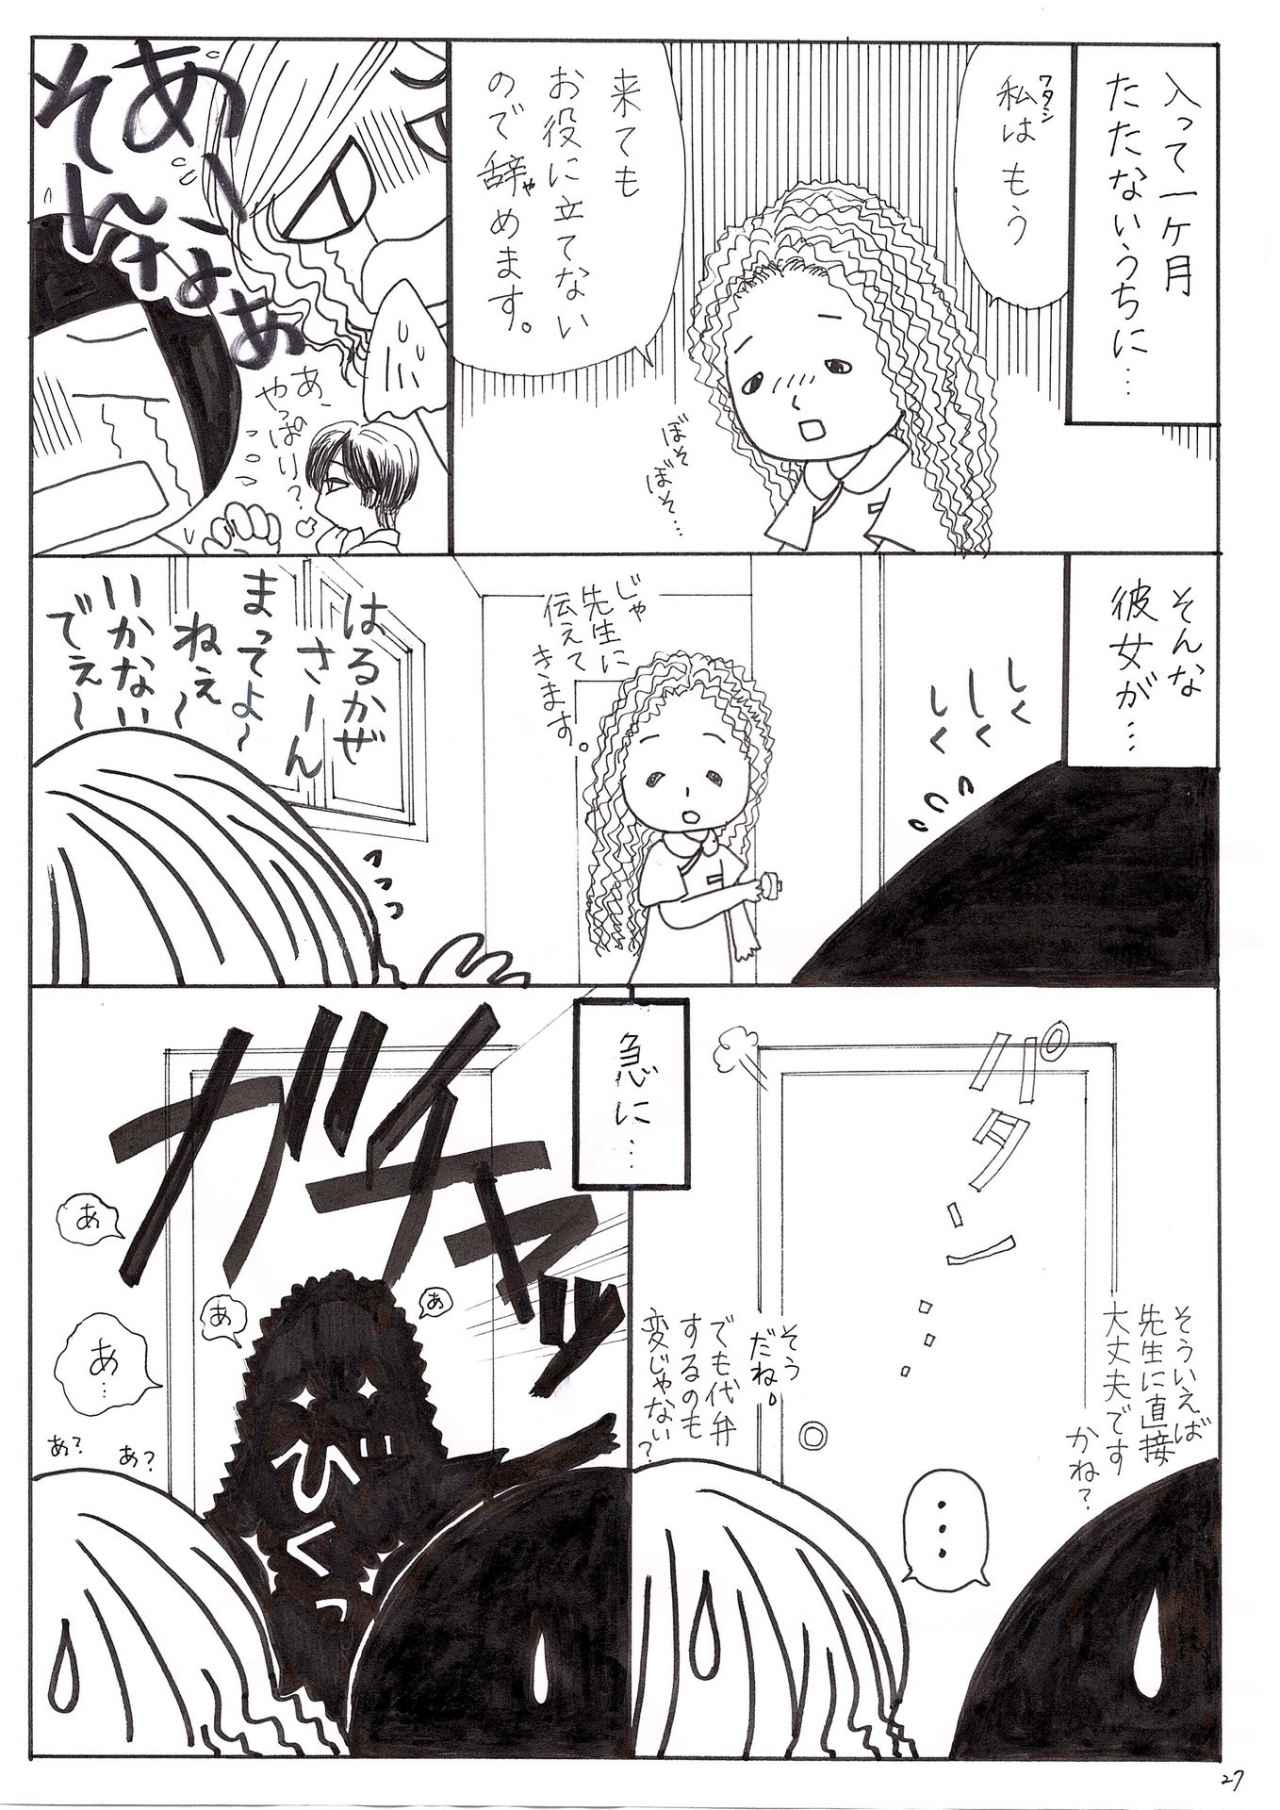 入って一ヶ月
たたないうちに…
ワタシ
私はもう
来ても
お役に立てない
ので辞めます。
や
ぼそ
ぼそ…
あ、
そんなぁ
あ、
やっぱり？
そんな
彼女が…
しく
しく
しく
じゃ
先生に
伝えて
きます。
はるかぜ
さーん
まってよ～
ねぇ～
いかない
でぇ～
パタン
そういえば
先生に直接
大丈夫です
かね？
そう
だね。
でも代弁
するのも
変じゃない？
…
急に…
ガチャッ
ひくっ
あ
あ
あ
あ…
あ？
あ？
27